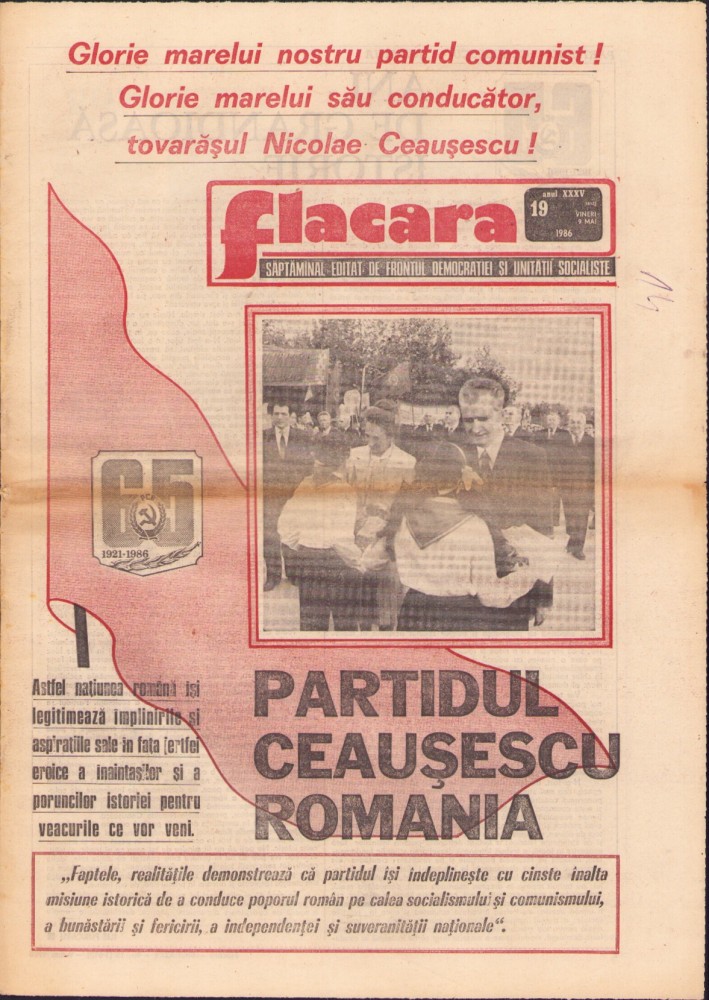 Glorie marelui nostru partid comunist !
Glorie marelui său conducător,
tovarăşul Nicolae Ceauşescu !
flacara
anul XXXV
19
VINERI
9 MAI
1986
SĂPTĂMINAL EDITAT DE FRONTUL DEMOCRAŢIEI ŞI UNITĂŢII SOCIALISTE
65
PCR
1921-1986
Astfel naţiunea română îşi
legitimează împlinirile şi
aspiraţiile sale în faţa jertfei
eroice a înaintaşilor şi a
poruncilor istoriei pentru
veacurile ce vor veni.
PARTIDUL
CEAUŞESCU
ROMANIA
„Faptele, realităţile demonstrează că partidul îşi îndeplineşte cu cinste înalta
misiune istorică de a conduce poporul român pe calea socialismului şi comunismului,
a bunăstării şi fericirii, a independenţei şi suveranităţii naţionale“.